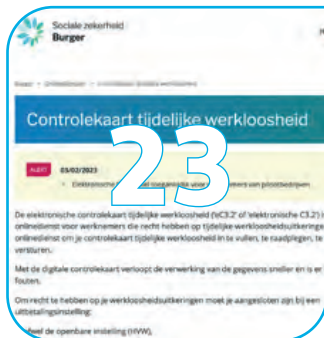 Sociale zekerheid
Burger
Controlekaart tijdelijke werkloosheid
23
03/02/2023
De elektronische controlekaart tijdelijke werkloosheid ('eC3.2' of 'elektronische C3.2') i
onlinedienst voor werknemers die recht hebben op tijdelijke werkloosheidsuitkeringe
onlinedienst om je controlekaart werkloosheid in te vullen, te raadplegen, te
versturen.
Met de digitale controlekaart verloopt de verwerking van de gegevens sneller en is er
fouten.
Om recht te hebben op je werkloosheidsuitkeringen moet je aangesloten zijn bij een
uitbetalingsinstelling:
de openbare instelling (HVW),